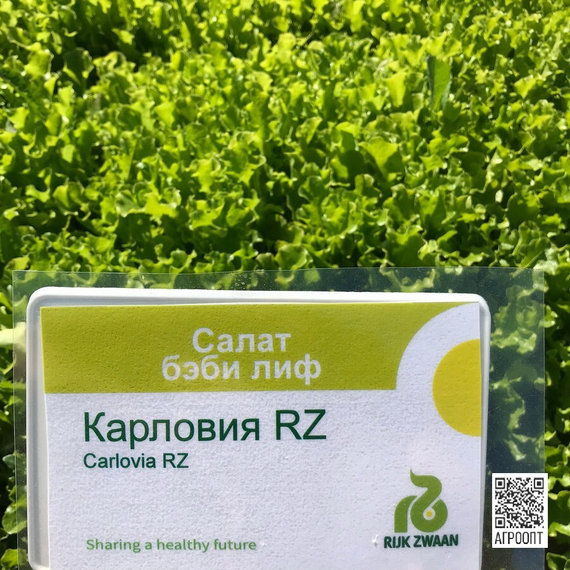 Салат
бэби лиф
Карловия RZ
Carlovia RZ
Sharing a healthy future
RIJK ZWAAN
АГРООПТ